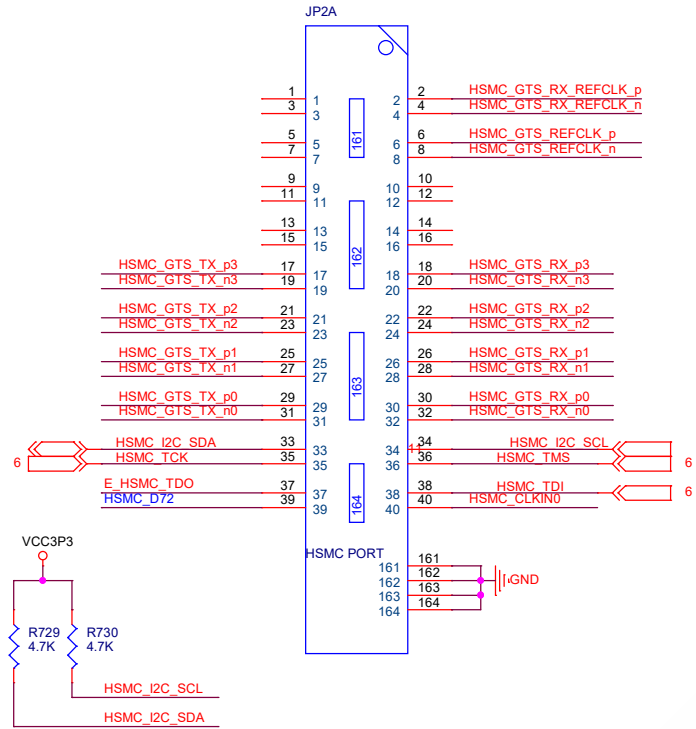 JP2A
1 1 2 2 HSMC_GTS_RX_REFCLK_p
3 3 4 4 HSMC_GTS_RX_REFCLK_n
161
5 5 6 6 HSMC_GTS_REFCLK_p
7 7 8 8 HSMC_GTS_REFCLK_n
9 9 10 10
11 11 12 12
13 13 14 14
15 15 16 16
162
HSMC_GTS_TX_p3 17 17 18 18 HSMC_GTS_RX_p3
HSMC_GTS_TX_n3 19 19 20 20 HSMC_GTS_RX_n3
HSMC_GTS_TX_p2 21 21 22 22 HSMC_GTS_RX_p2
HSMC_GTS_TX_n2 23 23 24 24 HSMC_GTS_RX_n2
HSMC_GTS_TX_p1 25 25 26 26 HSMC_GTS_RX_p1
HSMC_GTS_TX_n1 27 27 28 28 HSMC_GTS_RX_n1
163
HSMC_GTS_TX_p0 29 29 30 30 HSMC_GTS_RX_p0
HSMC_GTS_TX_n0 31 31 32 32 HSMC_GTS_RX_n0
HSMC_I2C_SDA 33 33 34 11 34 HSMC_I2C_SCL
6 HSMC_TCK 35 35 36 36 HSMC_TMS 6
E_HSMC_TDO 37 37 38 38 HSMC_TDI 6
HSMC_D72 39 39 40 40 HSMC_CLKIN0
164
HSMC PORT
161 161
162 162 GND
163 163
164 164
VCC3P3
R729 R730
4.7K 4.7K
HSMC_I2C_SCL
HSMC_I2C_SDA